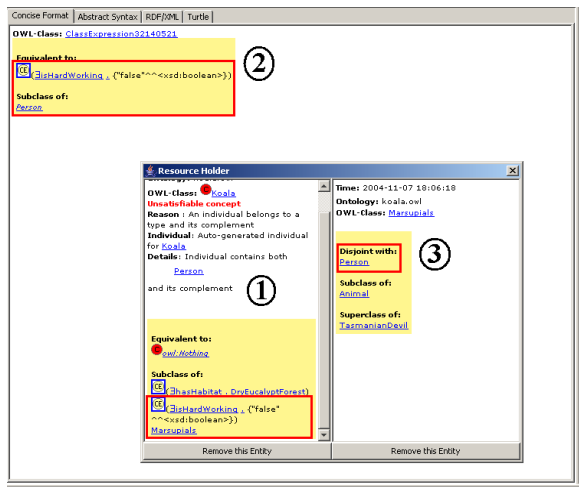 Concise Format
Abstract Syntax
RDF/XML
Turtle
OWL-Class: ClassExpression32140521
Equivalent to:
CE (∃isHardWorking . {"false"^^<xsd:boolean>})
Subclass of:
Person
2
Resource Holder
OWL-Class: C Koala
Unsatisfiable concept
Reason : An individual belongs to a
type and its complement
Individual: Auto-generated individual
for Koala
Details: Individual contains both
Person
and its complement
1
Equivalent to:
C owl:Nothing
Subclass of:
CE (∃hasHabitat . DryEucalyptForest)
CE (∃isHardWorking . {"false"
^^<xsd:boolean>})
Marsupials
Remove this Entity
Time: 2004-11-07 18:06:18
Ontology: koala.owl
OWL-Class: Marsupials
Disjoint with:
Person
3
Subclass of:
Animal
Superclass of:
TasmanianDevil
Remove this Entity